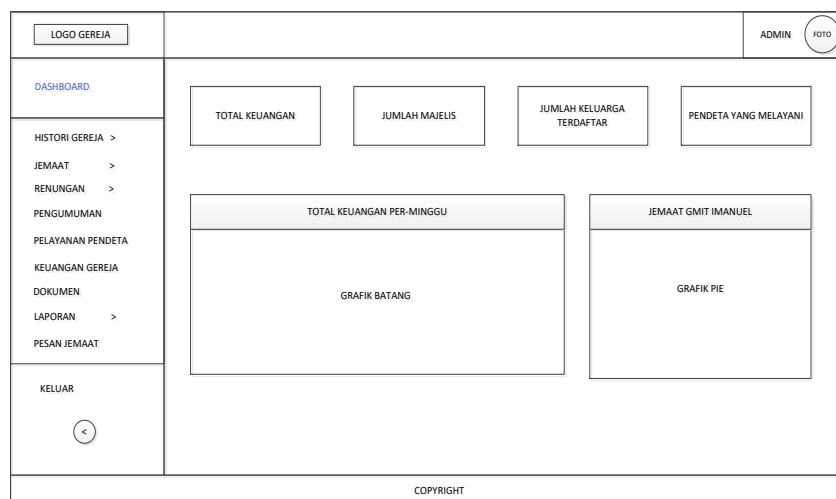 LOGO GEREJA
ADMIN
FOTO
DASHBOARD
HISTORI GEREJA >
JEMAAT >
RENUNGAN >
PENGUMUMAN
PELAYANAN PENDETA
KEUANGAN GEREJA
DOKUMEN
LAPORAN >
PESAN JEMAAT
KELUAR
<
TOTAL KEUANGAN
JUMLAH MAJELIS
JUMLAH KELUARGA
TERDAFTAR
PENDETA YANG MELAYANI
TOTAL KEUANGAN PER-MINGGU
GRAFIK BATANG
JEMAAT GMIT IMANUEL
GRAFIK PIE
COPYRIGHT